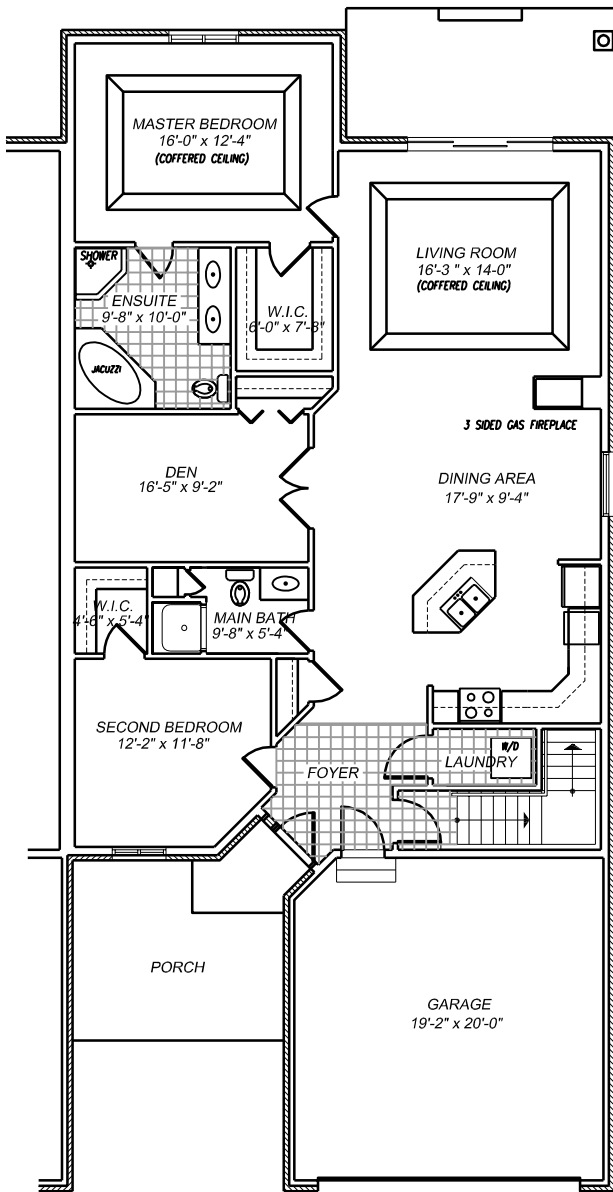 MASTER BEDROOM
16'-0" x 12'-4"
(COFFERED CEILING)
LIVING ROOM
16'-3 " x 14-0"
(COFFERED CEILING)
SHOWER
ENSUITE
9'-8" x 10'-0"
W.I.C.
6'-0" x 7'-8"
JACUZZI
3 SIDED GAS FIREPLACE
DEN
16'-5" x 9'-2"
DINING AREA
17'-9" x 9'-4"
W.I.C.
4'-6" x 5'-4"
MAIN BATH
9'-8" x 5'-4"
SECOND BEDROOM
12'-2" x 11'-8"
FOYER
W/D
LAUNDRY
PORCH
GARAGE
19'-2" x 20'-0"